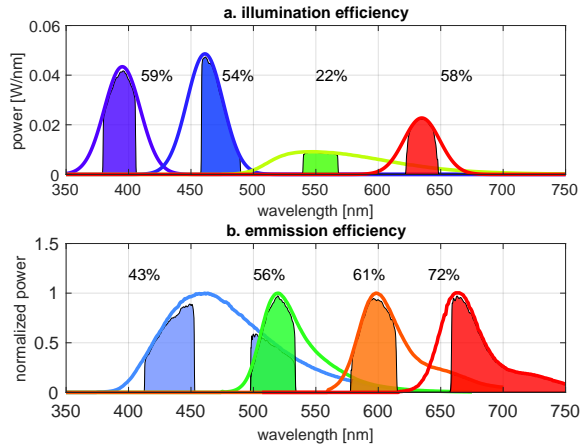 a. illumination efficiency
0.06
0.04
0.02
0
power [W/nm]
59%
54%
22%
58%
350 400 450 500 550 600 650 700 750
wavelength [nm]
b. emmission efficiency
1.5
1
0.5
0
normalized power
43%
56%
61%
72%
350 400 450 500 550 600 650 700 750
wavelength [nm]